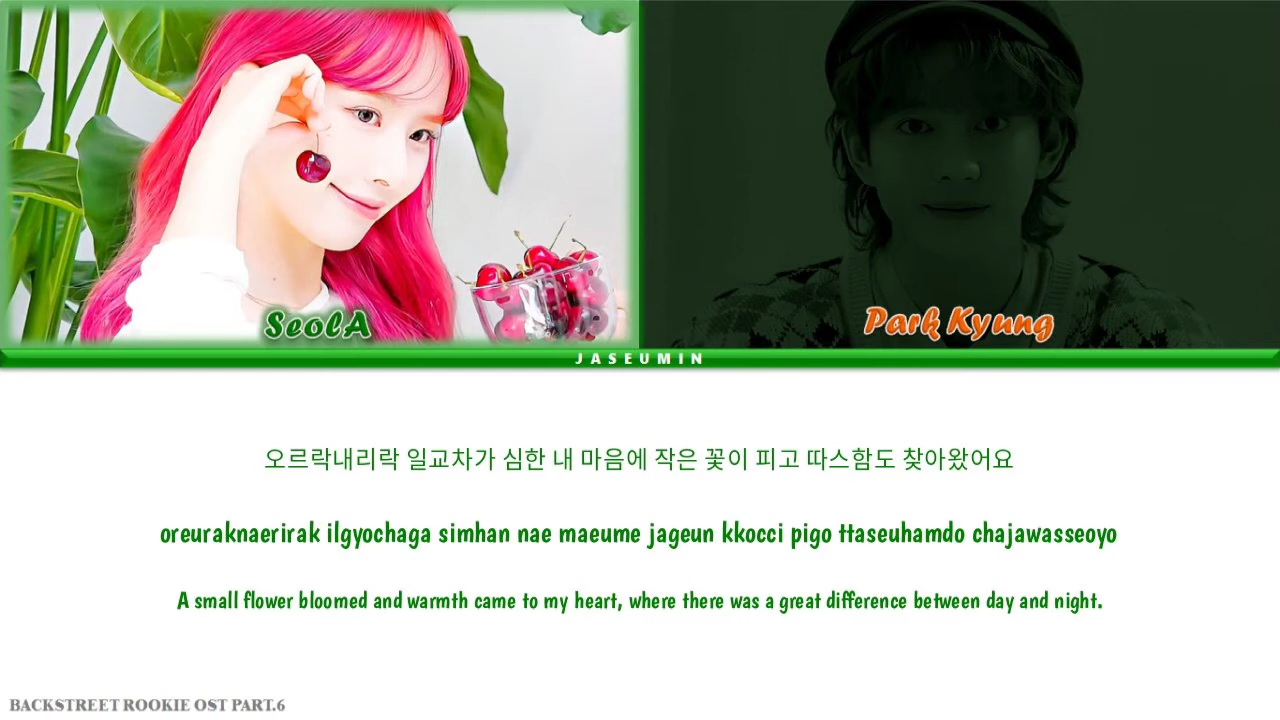 SeolA
Park Kyung
JASEUMIN
오르락내리락 일교차가 심한 내 마음에 작은 꽃이 피고 따스함도 찾아왔어요
oreuraknaerirak ilgyochaga simhan nae maeume jageun kkocci pigo ttaseuhamdo chajawasseoyo
A small flower bloomed and warmth came to my heart, where there was a great difference between day and night.
BACKSTREET ROOKIE OST PART.6